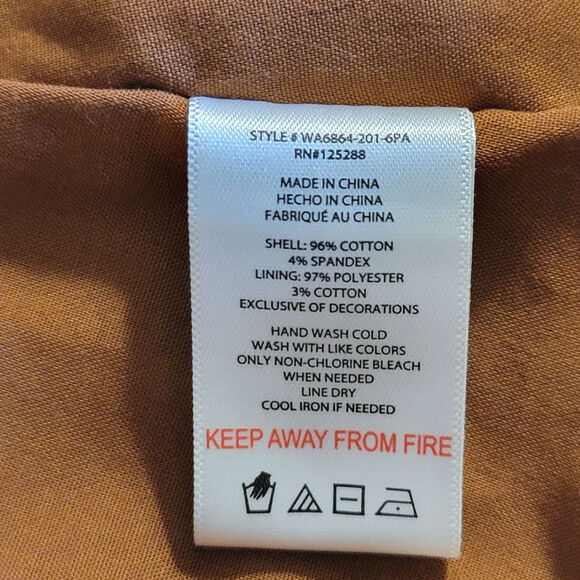 STYLE # WA6864-201-6PA
RN#125288
MADE IN CHINA
HECHO IN CHINA
FABRIQUÉ AU CHINA
SHELL: 96% COTTON
4% SPANDEX
LINING: 97% POLYESTER
3% COTTON
EXCLUSIVE OF DECORATIONS
HAND WASH COLD
WASH WITH LIKE COLORS
ONLY NON-CHLORINE BLEACH
WHEN NEEDED
LINE DRY
COOL IRON IF NEEDED
KEEP AWAY FROM FIRE